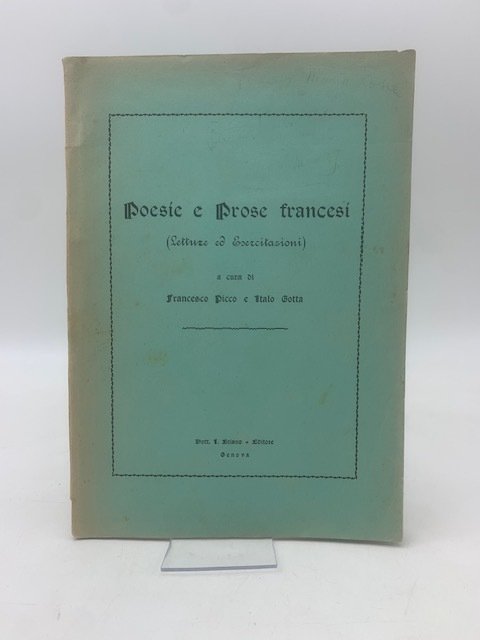 Poesie e Prose francesi
(Letture ed Esercitazioni)
a cura di
Francesco Picco e Italo Gotta
Dott. I. Briano - Editore
Genova